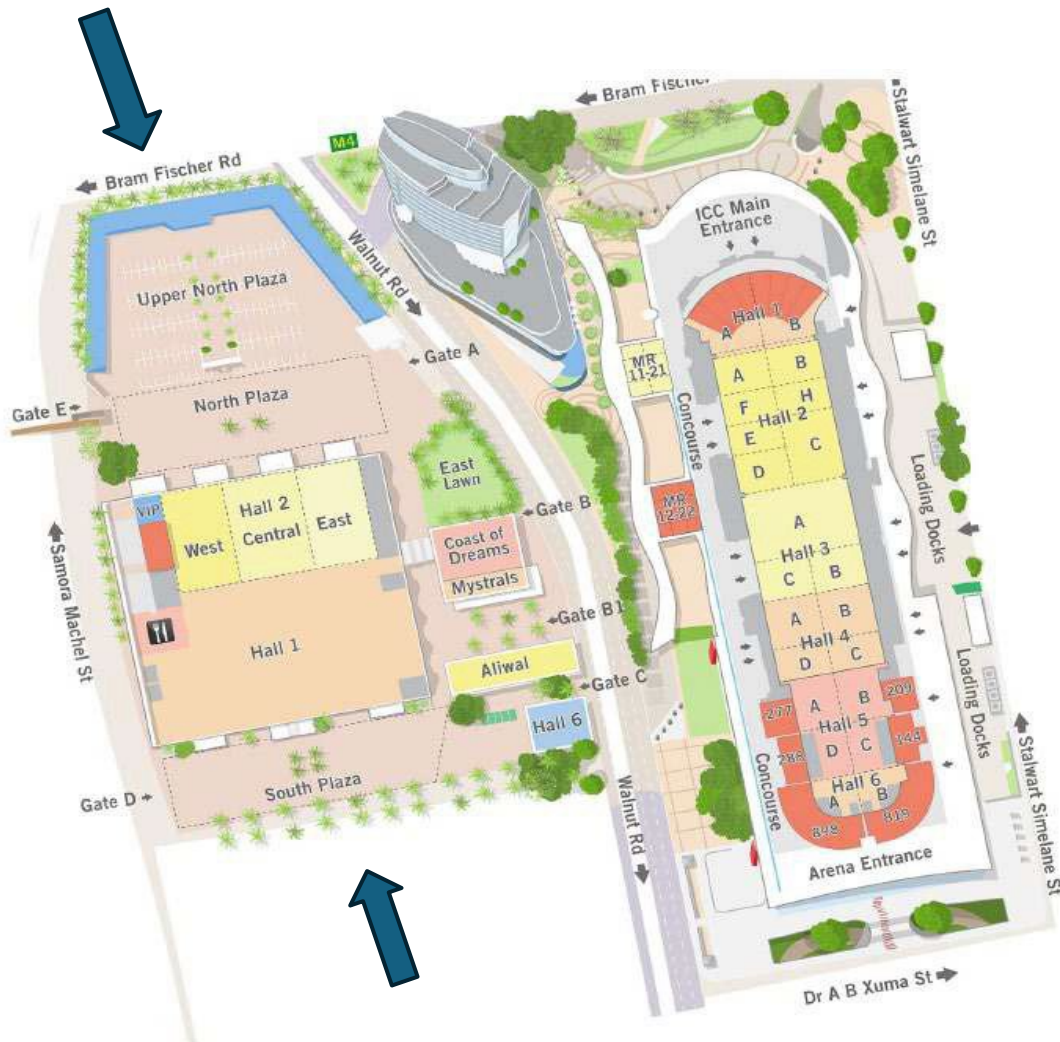 Bram Fischer
Stalwart Simelane St
M4
Bram Fischer Rd
ICC Main
Entrance
Walnut Rd
Upper North Plaza
Hall 1
A
B
Gate A
MR
11-21
A
B
F
H
Hall 2
E
C
D
North Plaza
Gate E
Concourse
Loading Docks
East
Lawn
Gate B
MR
12-22
VIP
Hall 2
West
Central
East
Coast of
Dreams
Mystrals
A
Hall 3
C
B
Samora Machel St
Gate B1
A
B
Hall 4
D
C
Hall 1
Aliwal
Gate C
Loading Docks
277
A
B
209
Hall 5
288
D
C
144
Hall 6
South Plaza
Gate D
Walnut Rd
Concourse
Hall 6
A
B
898
819
Arena Entrance
Stalwart Simelane St
Dr A B Xuma St